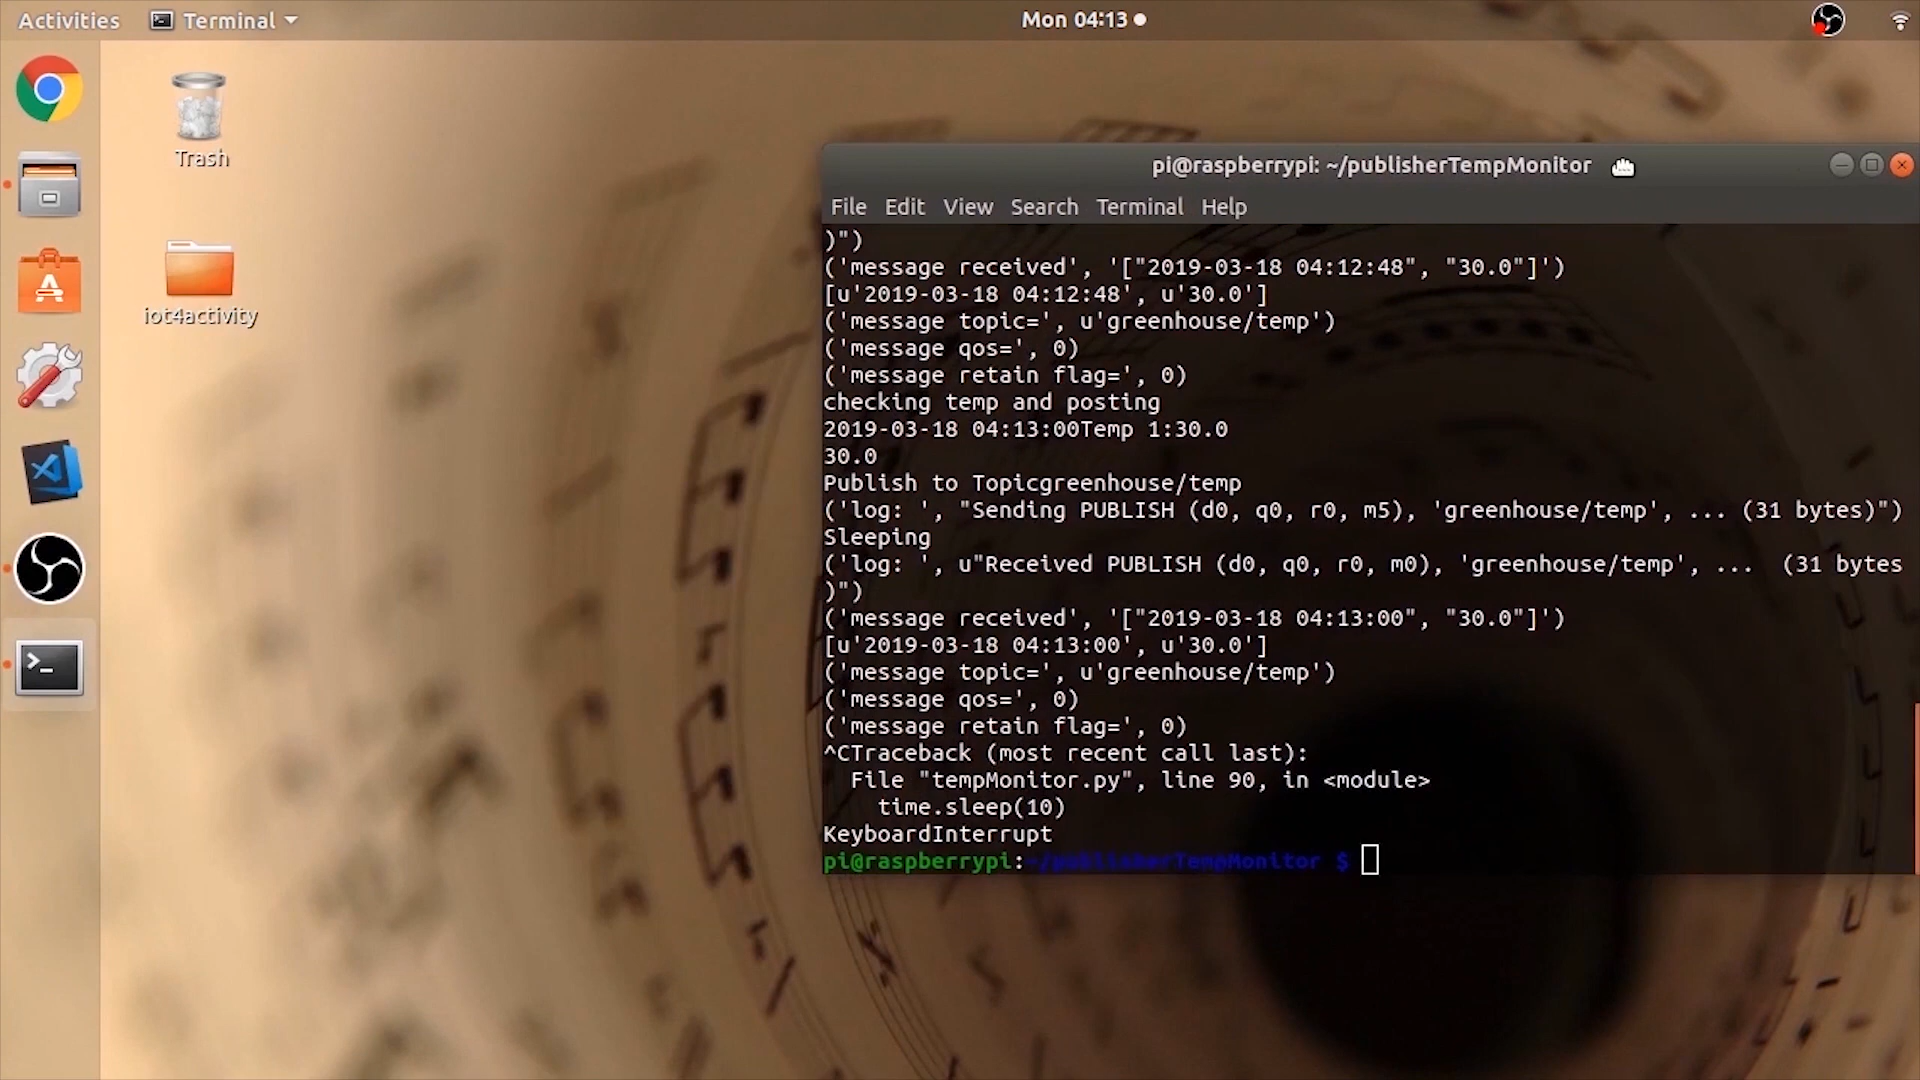 Activities
Terminal
Mon 04:13
Trash
iot4activity
pi@raspberrypi: ~/publisherTempMonitor
File Edit View Search Terminal Help
)")
('message received', '["2019-03-18 04:12:48", "30.0"]')
[u'2019-03-18 04:12:48', u'30.0']
('message topic=', u'greenhouse/temp')
('message qos=', 0)
('message retain flag=', 0)
checking temp and posting
2019-03-18 04:13:00Temp 1:30.0
30.0
Publish to Topicgreenhouse/temp
('log: ', "Sending PUBLISH (d0, q0, r0, m5), 'greenhouse/temp', ... (31 bytes)")
Sleeping
('log: ', u"Received PUBLISH (d0, q0, r0, m0), 'greenhouse/temp', ...  (31 bytes
)")
('message received', '["2019-03-18 04:13:00", "30.0"]')
[u'2019-03-18 04:13:00', u'30.0']
('message topic=', u'greenhouse/temp')
('message qos=', 0)
('message retain flag=', 0)
^CTraceback (most recent call last):
  File "tempMonitor.py", line 90, in <module>
    time.sleep(10)
KeyboardInterrupt
pi@raspberrypi:~/publisherTempMonitor $